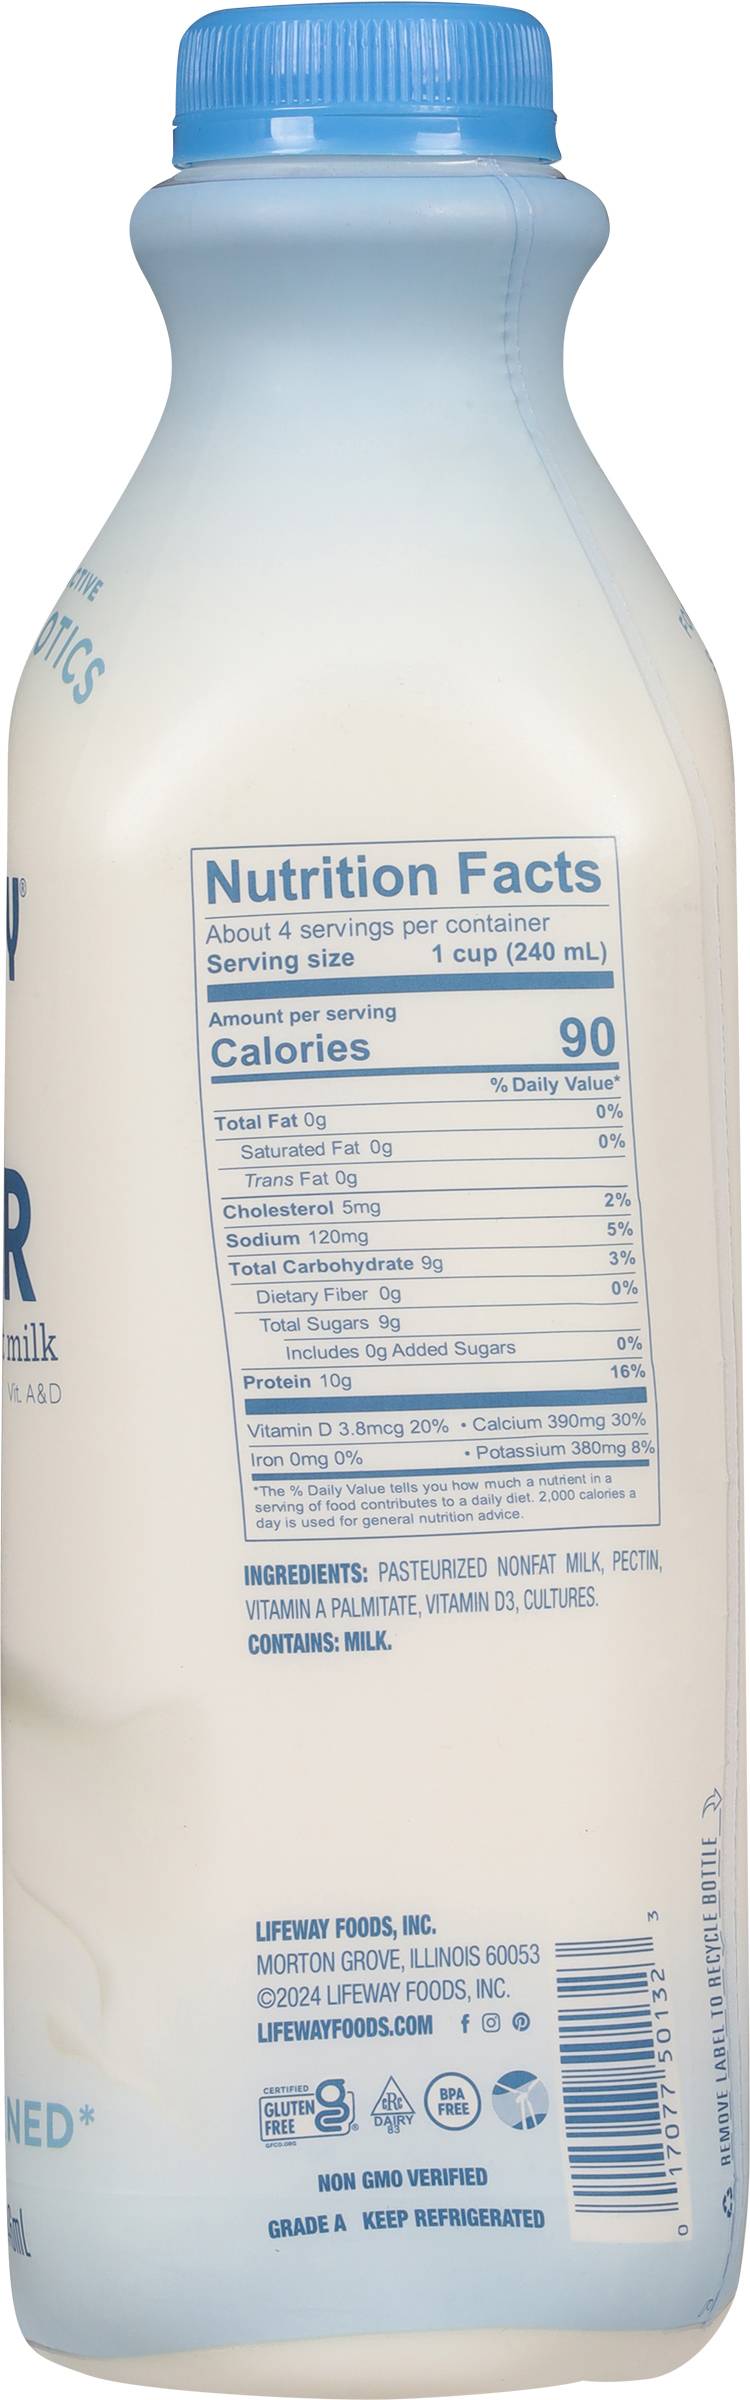 CTIVE
OTICS
Y®
R
milk
Vit. A&D
NED*
mL
Nutrition Facts
About 4 servings per container
Serving size 1 cup (240 mL)
Amount per serving
Calories 90
% Daily Value*
Total Fat 0g 0%
Saturated Fat 0g 0%
Trans Fat 0g
Cholesterol 5mg 2%
Sodium 120mg 5%
Total Carbohydrate 9g 3%
Dietary Fiber 0g 0%
Total Sugars 9g
Includes 0g Added Sugars 0%
Protein 10g 16%
Vitamin D 3.8mcg 20% • Calcium 390mg 30%
Iron 0mg 0% • Potassium 380mg 8%
*The % Daily Value tells you how much a nutrient in a
serving of food contributes to a daily diet. 2,000 calories a
day is used for general nutrition advice.
INGREDIENTS: PASTEURIZED NONFAT MILK, PECTIN,
VITAMIN A PALMITATE, VITAMIN D3, CULTURES.
CONTAINS: MILK.
LIFEWAY FOODS, INC.
MORTON GROVE, ILLINOIS 60053
©2024 LIFEWAY FOODS, INC.
LIFEWAYFOODS.COM
CERTIFIED
GLUTEN
FREE
GFCO.ORG
cRc
DAIRY
83
BPA
FREE
NON GMO VERIFIED
GRADE A KEEP REFRIGERATED
0 17077 50132 3
REMOVE LABEL TO RECYCLE BOTTLE